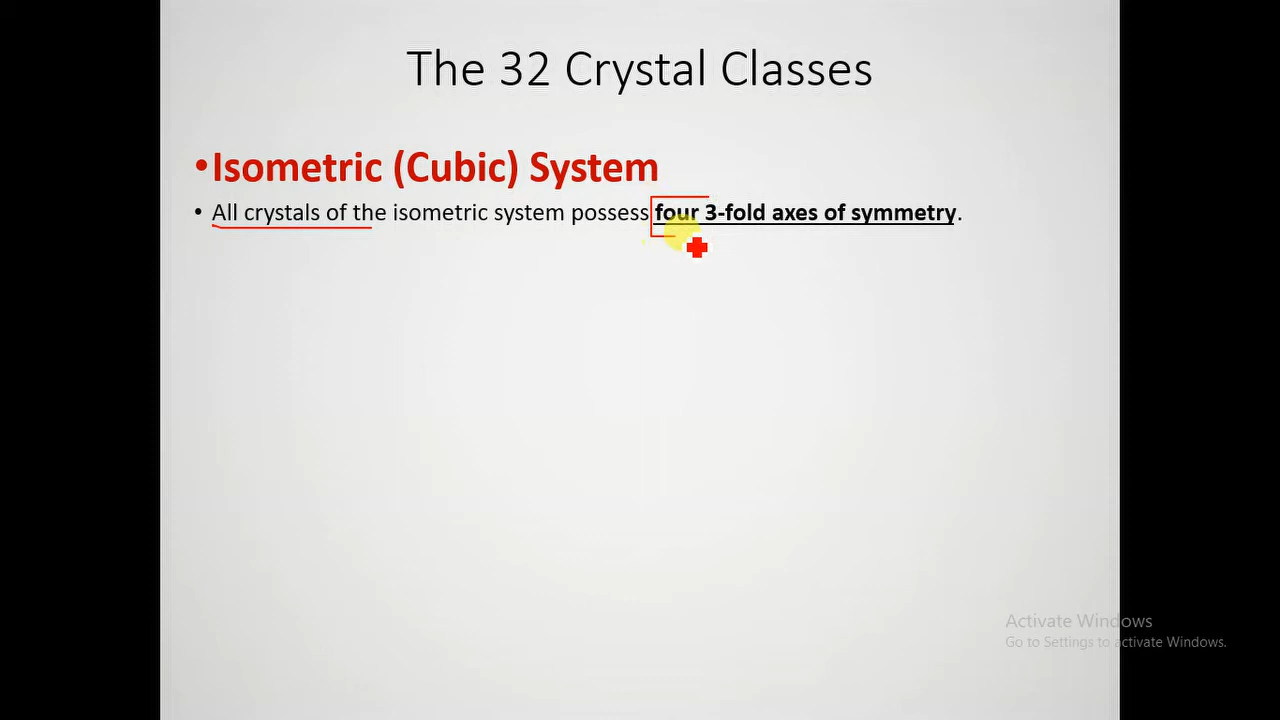 The 32 Crystal Classes
•Isometric (Cubic) System
• All crystals of the isometric system possess four 3-fold axes of symmetry.
Activate Windows
Go to Settings to activate Windows.